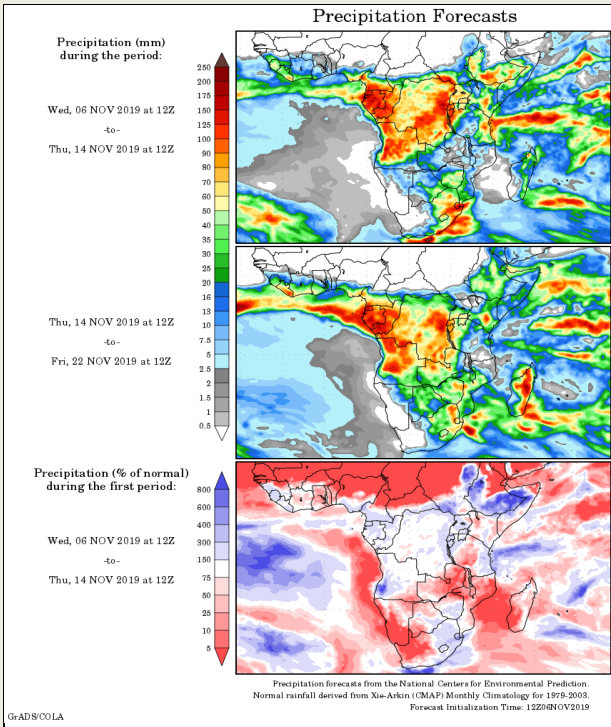 Precipitation Forecasts
Precipitation (mm)
during the period:
Wed, 06 NOV 2019 at 12Z
-to-
Thu, 14 NOV 2019 at 12Z
250
200
175
150
125
100
90
80
70
60
50
40
35
30
25
20
16
13
10
7.5
5
2.5
2
1.5
1
0.5
Thu, 14 NOV 2019 at 12Z
-to-
Fri, 22 NOV 2019 at 12Z
Precipitation (% of normal)
during the first period:
Wed, 06 NOV 2019 at 12Z
-to-
Thu, 14 NOV 2019 at 12Z
800
600
400
300
150
75
50
25
10
5
Precipitation forecasts from the National Centers for Environmental Prediction.
Normal rainfall derived from Xie-Arkin (CMAP) Monthly Climatology for 1979-2003.
Forecast Initialization Time: 12Z06NOV2019
GrADS/COLA